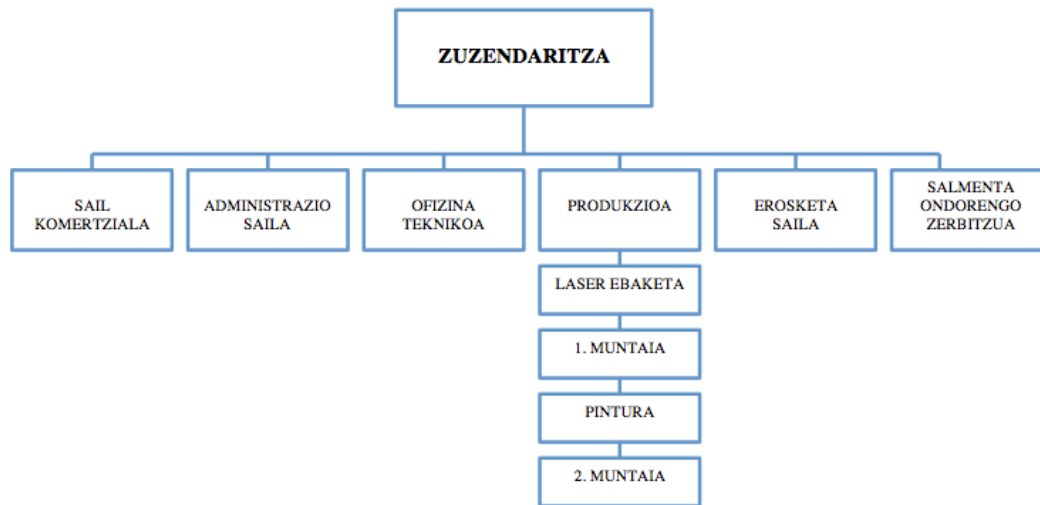 ZUZENDARITZA
SAIL
KOMERTZIALA
ADMINISTRAZIO
SAILA
OFIZINA
TEKNIKOA
PRODUKZIOA
EROSKETA
SAILA
SALMENTA
ONDORENGO
ZERBITZUA
LASER EBAKETA
1. MUNTAIA
PINTURA
2. MUNTAIA